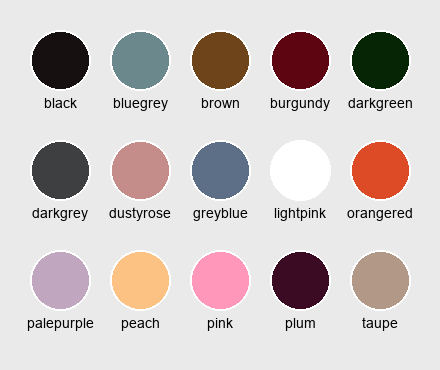 black bluegrey brown burgundy darkgreen
darkgrey dustyrose greyblue lightpink orangered
palepurple peach pink plum taupe